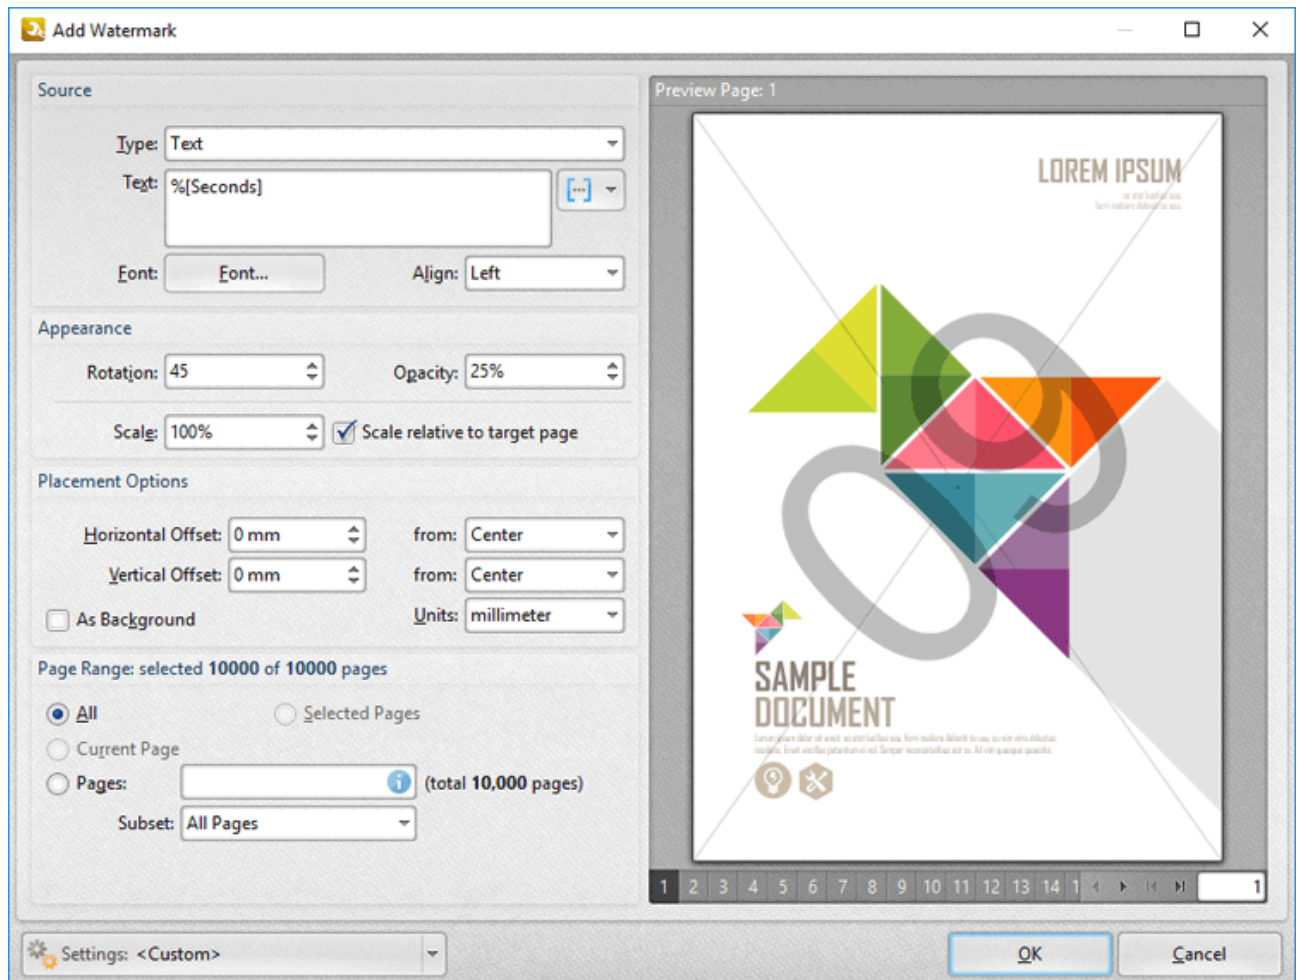 Add Watermark
Source
Type: Text
Text: %[Seconds]
Font: Font... Align: Left
Appearance
Rotation: 45 Opacity: 25%
Scale: 100% Scale relative to target page
Placement Options
Horizontal Offset: 0 mm from: Center
Vertical Offset: 0 mm from: Center
As Background Units: millimeter
Page Range: selected 10000 of 10000 pages
All Selected Pages
Current Page
Pages: (total 10,000 pages)
Subset: All Pages
Preview Page: 1
LOREM IPSUM
09
SAMPLE
DOCUMENT
1 2 3 4 5 6 7 8 9 10 11 12 13 14 1 1
Settings: <Custom> OK Cancel